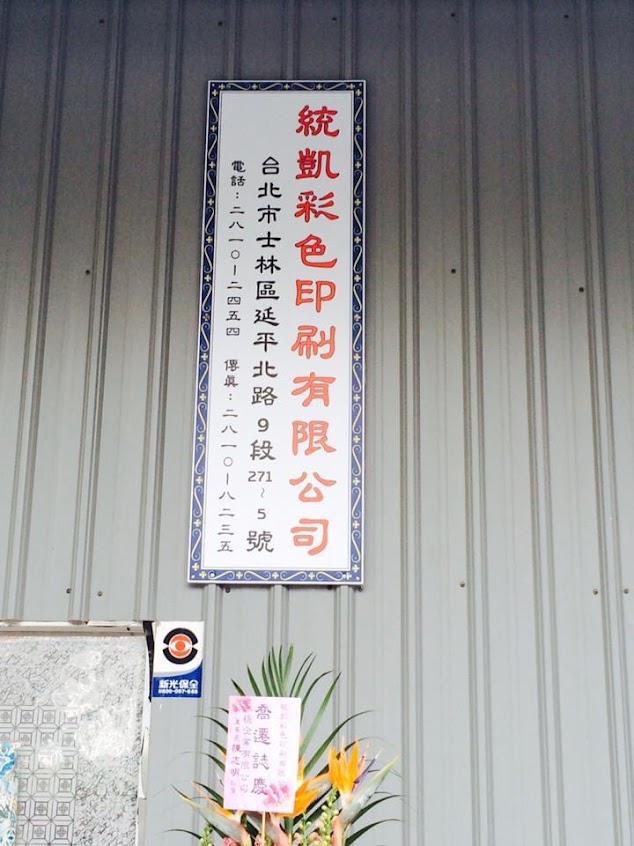 統凱彩色印刷有限公司
台北市士林區延平北路9段271~5號
電話:二八一〇-二四五四 傳真:二八一〇-八二三五
新光保全
喬遷誌慶